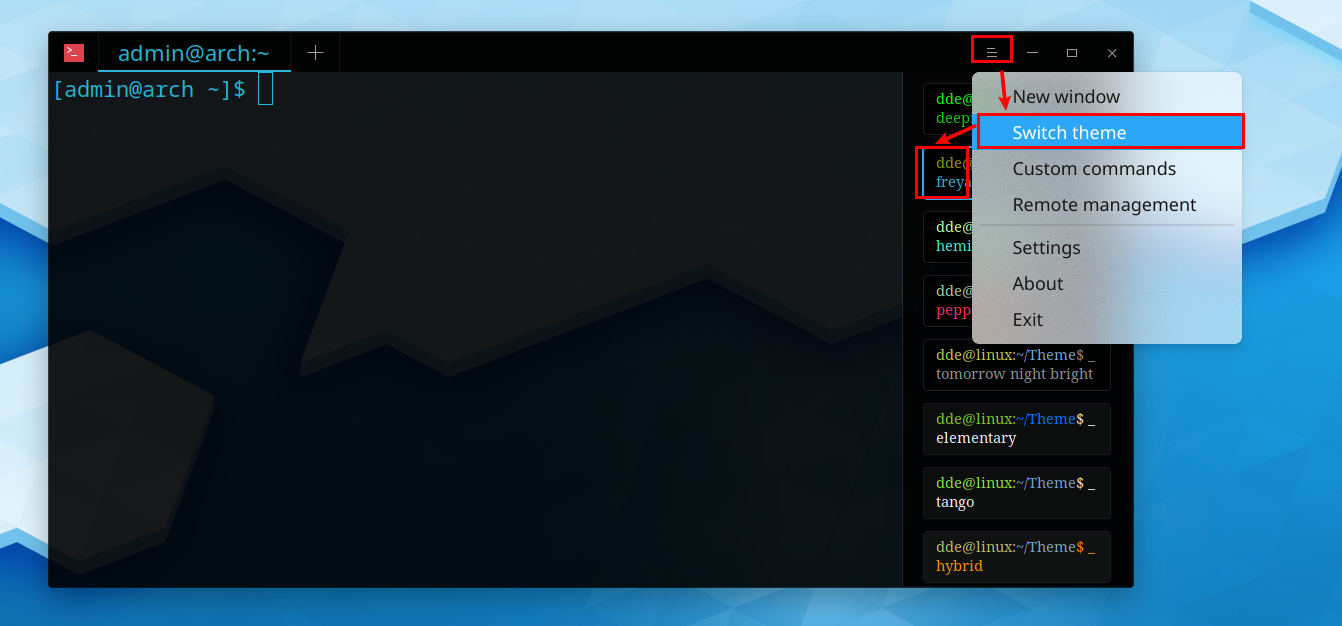 admin@arch:~
[admin@arch ~]$
New window
Switch theme
Custom commands
Remote management
Settings
About
Exit
dde@
deep
dde@
freya
dde@
hemi
dde@
pepp
dde@linux:~/Theme$ _
tomorrow night bright
dde@linux:~/Theme$ _
elementary
dde@linux:~/Theme$ _
tango
dde@linux:~/Theme$ _
hybrid